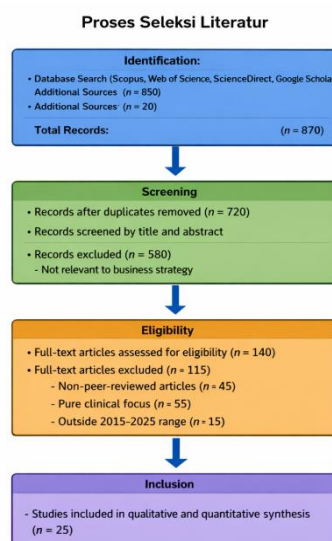 Proses Seleksi Literatur
Identification:
• Database Search (Scopus, Web of Science, ScienceDirect, Google Schola
Additional Sources (n = 850)
• Additional Sources (n = 20)
Total Records: (n = 870)
Screening
• Records after duplicates removed (n = 720)
• Records screened by title and abstract
• Records excluded (n = 580)
- Not relevant to business strategy
Eligibility
• Full-text articles assessed for eligibility (n = 140)
• Full-text articles excluded (n = 115)
- Non-peer-reviewed articles (n = 45)
- Pure clinical focus (n = 55)
- Outside 2015–2025 range (n = 15)
Inclusion
- Studies included in qualitative and quantitative synthesis
(n = 25)